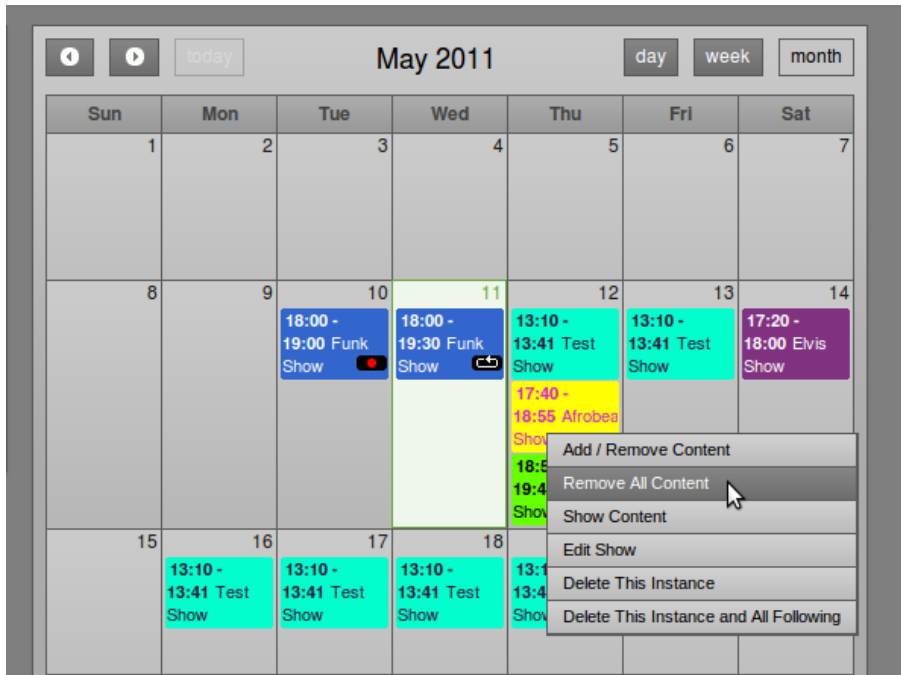 today May 2011 day week month
Sun Mon Tue Wed Thu Fri Sat
1 2 3 4 5 6 7
8 9 10 11 12 13 14
18:00 -
19:00 Funk
Show
18:00 -
19:30 Funk
Show
13:10 -
13:41 Test
Show
17:40 -
18:55 Afrobea
Show
13:10 -
13:41 Test
Show
17:20 -
18:00 Elvis
Show
Add / Remove Content
Remove All Content
Show Content
Edit Show
Delete This Instance
Delete This Instance and All Following
15 16 17 18
13:10 -
13:41 Test
Show
13:10 -
13:41 Test
Show
13:10 -
13:41 Test
Show